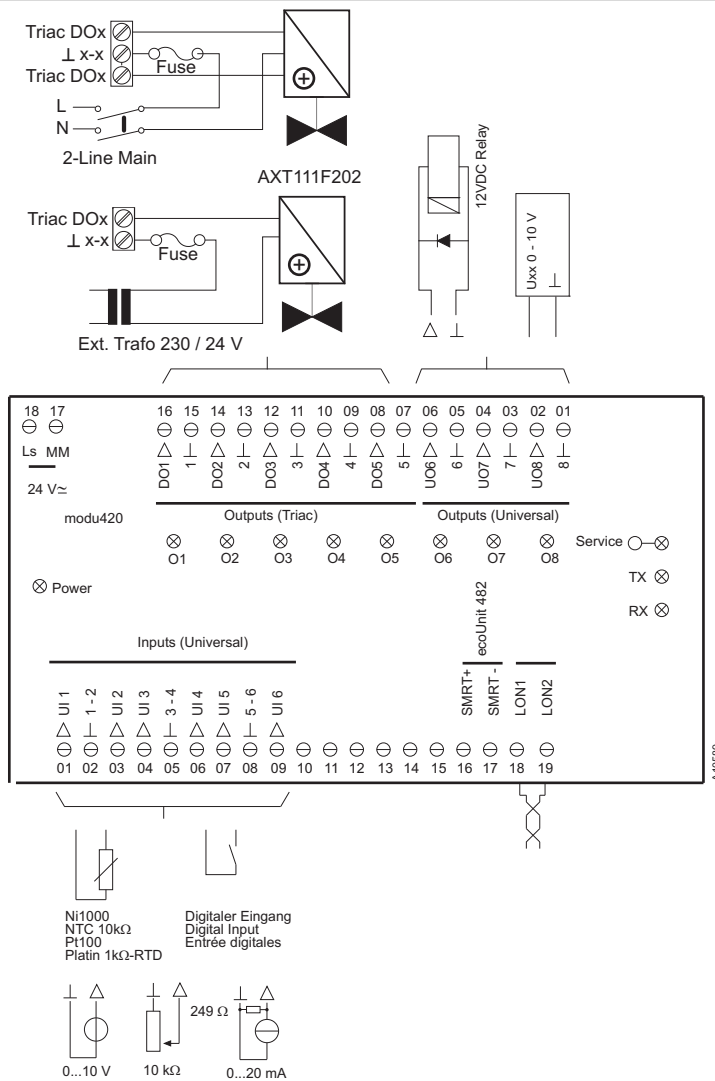 Triac DOx
⊥ x-x
Fuse
Triac DOx
L
N
2-Line Main
AXT111F202
Triac DOx
⊥ x-x
Fuse
Ext. Trafo 230 / 24 V
12VDC Relay
Uxx 0 - 10 V
18 17
Ls MM
24 V≃
modu420
16 15 14 13 12 11 10 09 08 07 06 05 04 03 02 01
DO1 1 DO2 2 DO3 3 DO4 4 DO5 5 UO6 6 UO7 7 UO8 8
Outputs (Triac)
Outputs (Universal)
O1 O2 O3 O4 O5 O6 O7 O8
Service
TX
RX
Power
Inputs (Universal)
ecoUnit 482
UI 1 1 - 2 UI 2 UI 3 3 - 4 UI 4 UI 5 5 - 6 UI 6
SMRT+ SMRT - LON1 LON2
01 02 03 04 05 06 07 08 09 10 11 12 13 14 15 16 17 18 19
Ni1000
NTC 10kΩ
Pt100
Platin 1kΩ-RTD
Digitaler Eingang
Digital Input
Entrée digitales
249 Ω
0...10 V
10 kΩ
0...20 mA